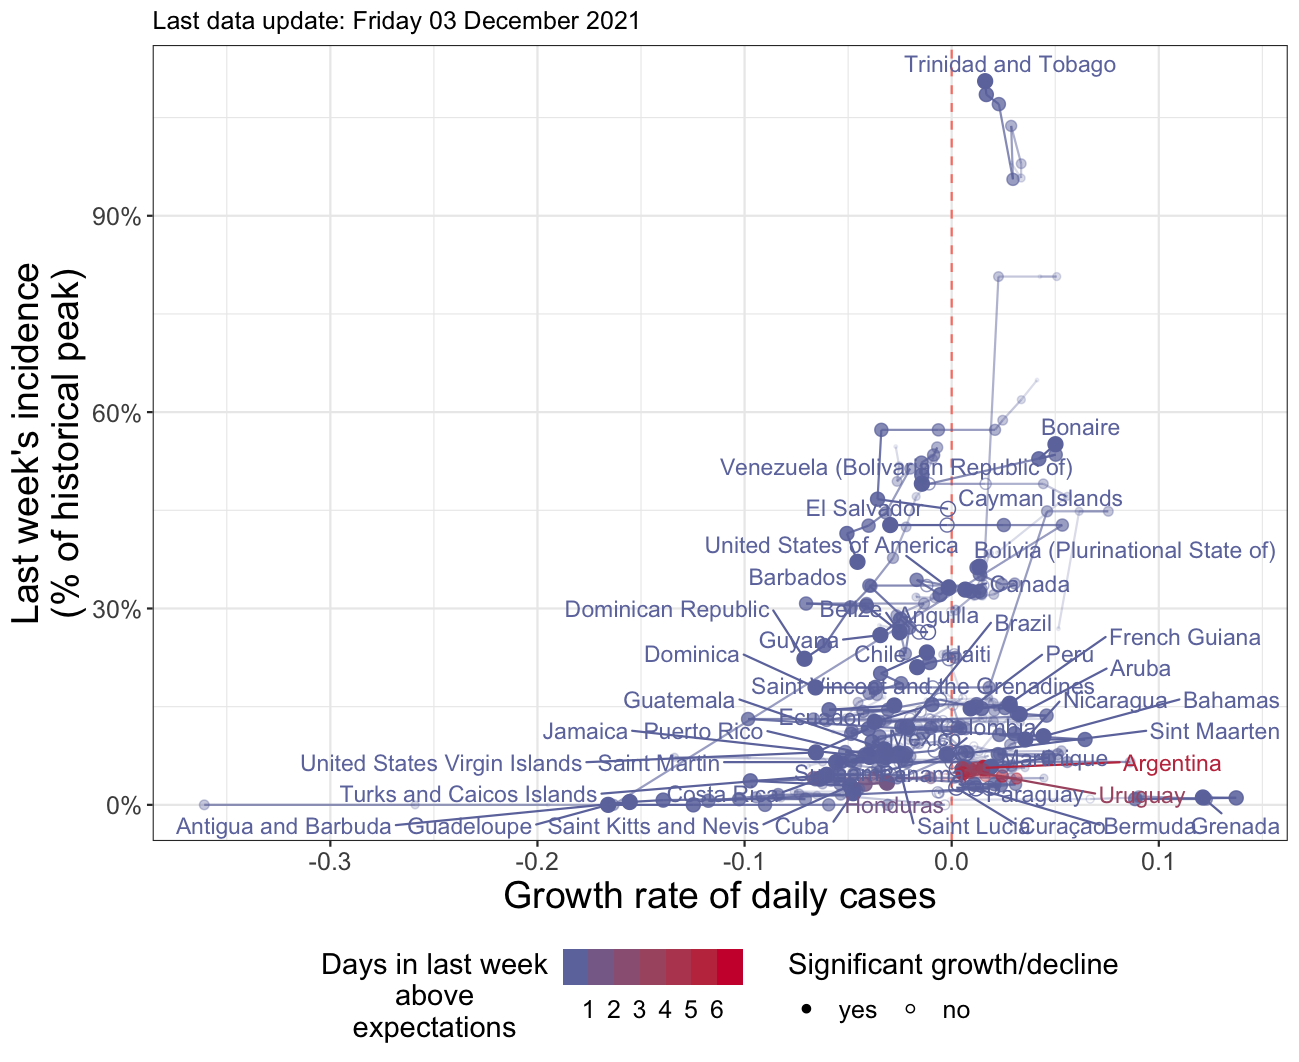 Last data update: Friday 03 December 2021
Last week's incidence
(% of historical peak)
90%
60%
30%
0%
Trinidad and Tobago
Bonaire
Venezuela (Bolivarian Republic of)
Cayman Islands
El Salvador
United States of America
Bolivia (Plurinational State of)
Barbados
Canada
Dominican Republic
Belize
Anguilla
Brazil
Guyana
French Guiana
Dominica
Chile
Haiti
Peru
Aruba
Saint Vincent and the Grenadines
Guatemala
Nicaragua
Bahamas
Ecuador
Jamaica
Puerto Rico
Colombia
Sint Maarten
Mexico
United States Virgin Islands
Saint Martin
Martinique
Argentina
Panama
Turks and Caicos Islands
Costa Rica
Paraguay
Uruguay
Honduras
Antigua and Barbuda
Guadeloupe
Saint Kitts and Nevis
Cuba
Saint Lucia
Curaçao
Bermuda
Grenada
-0.3
-0.2
-0.1
0.0
0.1
Growth rate of daily cases
Days in last week
above
expectations
1 2 3 4 5 6
Significant growth/decline
yes
no